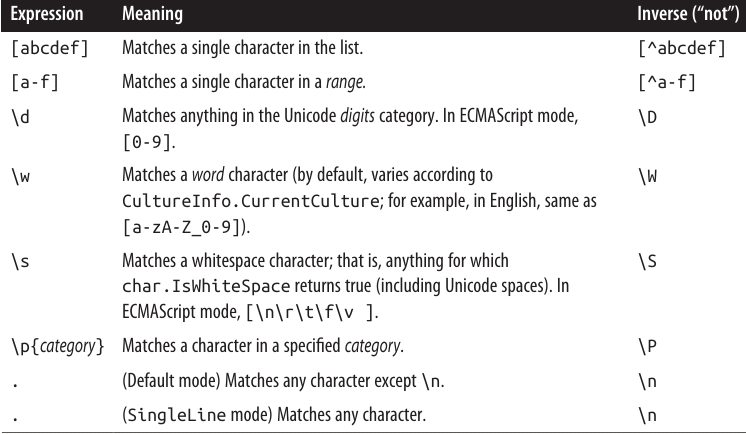 Expression Meaning Inverse (“not”)
[abcdef] Matches a single character in the list. [^abcdef]
[a-f] Matches a single character in a range. [^a-f]
\d Matches anything in the Unicode digits category. In ECMAScript mode, \D
[0-9].
\w Matches a word character (by default, varies according to \W
CultureInfo.CurrentCulture; for example, in English, same as
[a-zA-Z_0-9]).
\s Matches a whitespace character; that is, anything for which \S
char.IsWhiteSpace returns true (including Unicode spaces). In
ECMAScript mode, [\n\r\t\f\v ].
\p{category} Matches a character in a specified category. \P
. (Default mode) Matches any character except \n. \n
. (SingleLine mode) Matches any character. \n